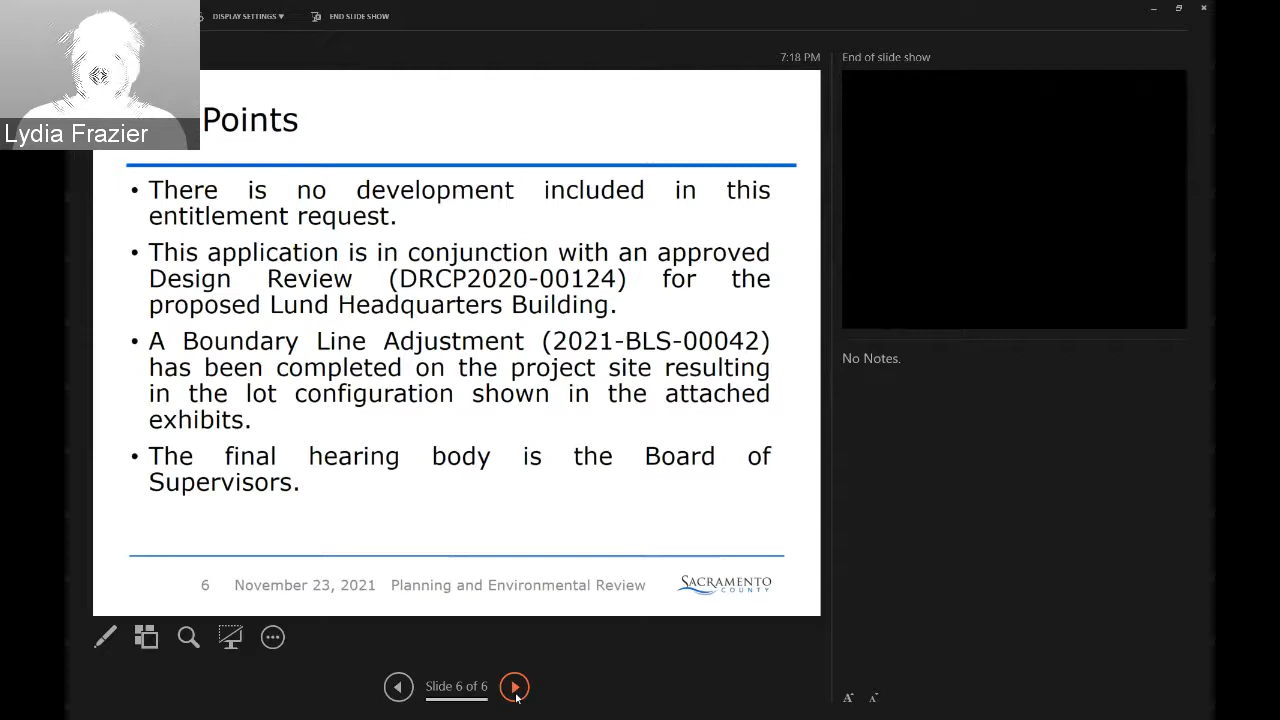 DISPLAY SETTINGS ▾ END SLIDE SHOW
Lydia Frazier
7:18 PM
End of slide show
Points
• There is no development included in this
entitlement request.
• This application is in conjunction with an approved
Design Review (DRCP2020-00124) for the
proposed Lund Headquarters Building.
• A Boundary Line Adjustment (2021-BLS-00042)
has been completed on the project site resulting
in the lot configuration shown in the attached
exhibits.
• The final hearing body is the Board of
Supervisors.
6 November 23, 2021 Planning and Environmental Review
SACRAMENTO
COUNTY
No Notes.
Slide 6 of 6
A A